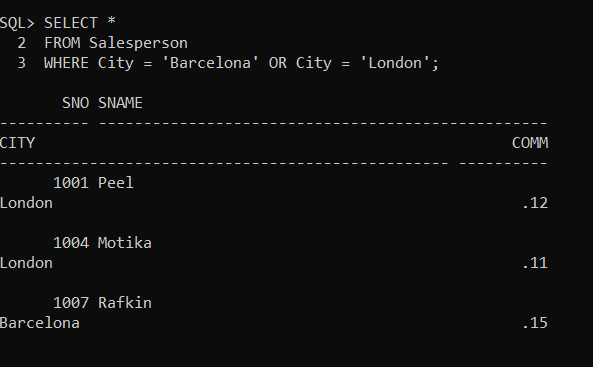 SQL> SELECT *
  2  FROM Salesperson
  3  WHERE City = 'Barcelona' OR City = 'London';
       SNO SNAME
---------- --------------------------------------------------
CITY                                                     COMM
-------------------------------------------------- ----------
      1001 Peel
London                                                    .12
      1004 Motika
London                                                    .11
      1007 Rafkin
Barcelona                                                 .15